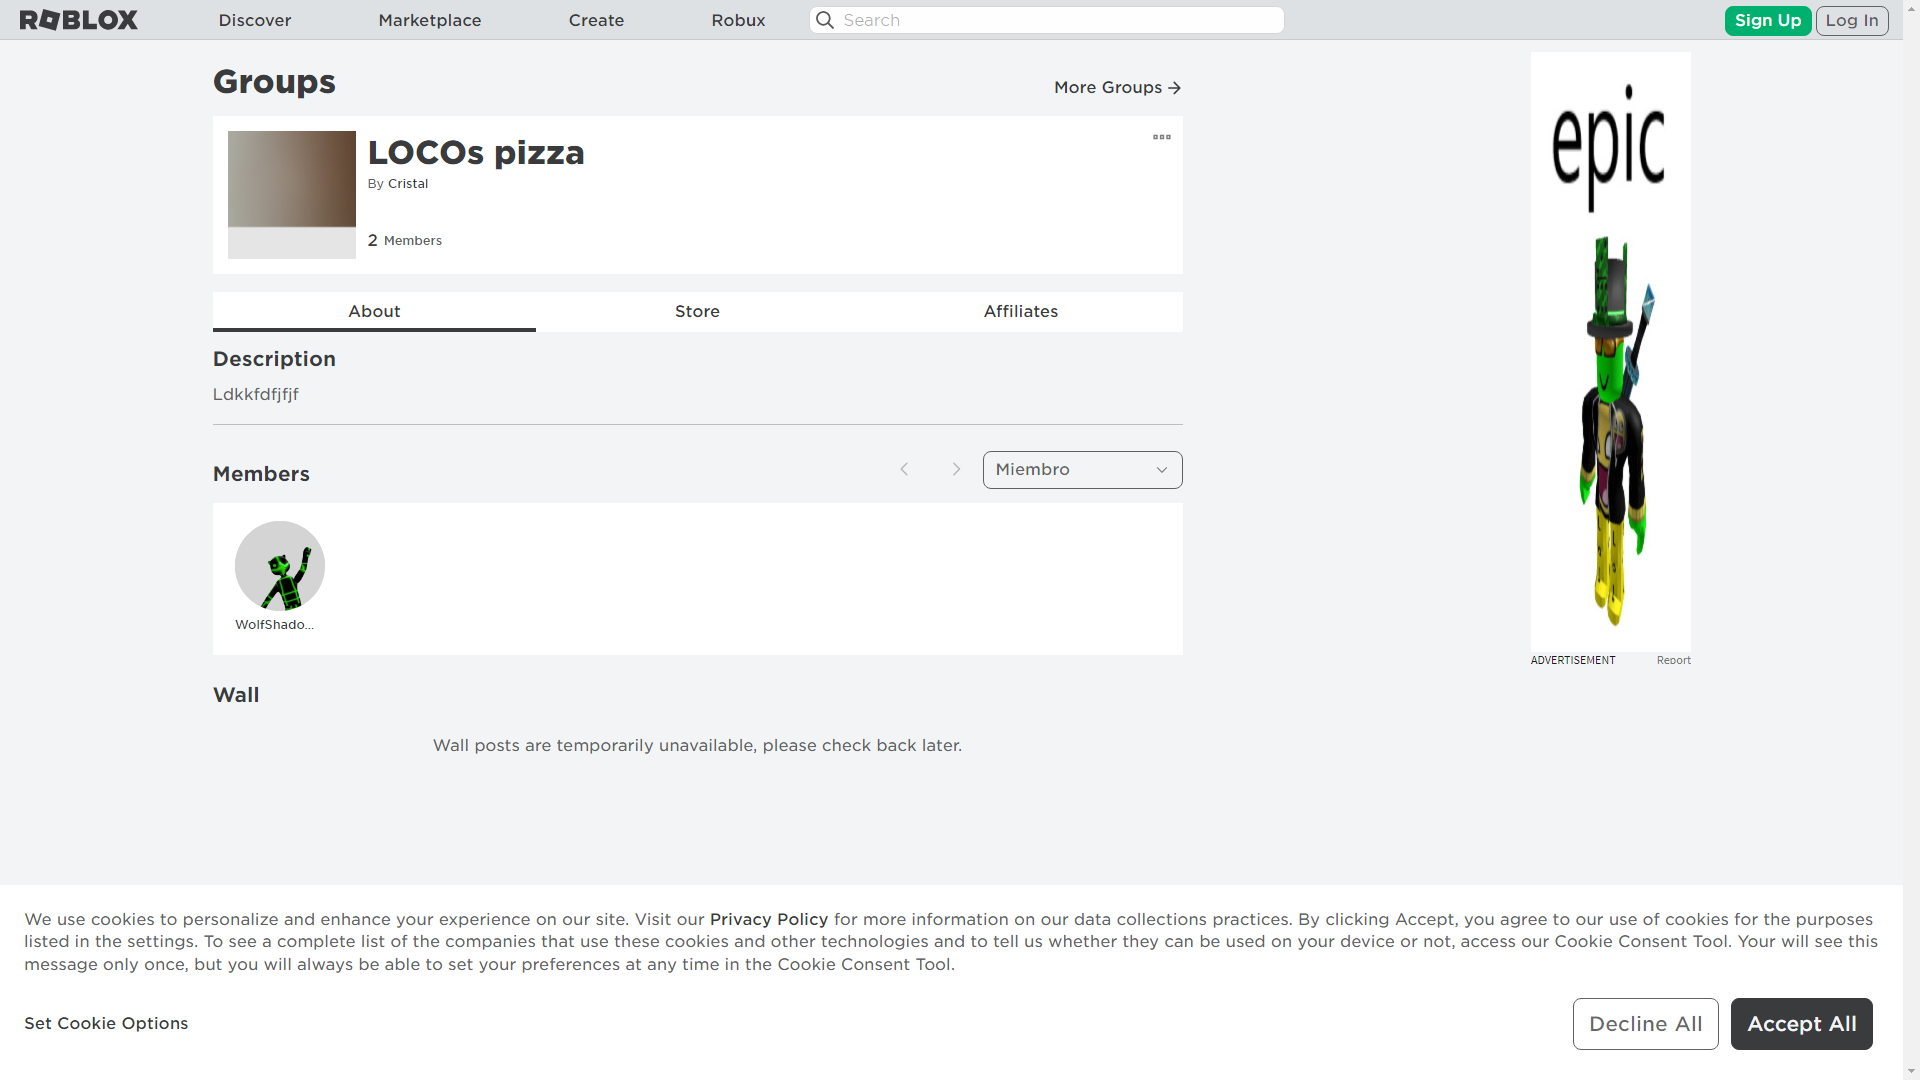 ROBLOX
Discover
Marketplace
Create
Robux
Search
Sign Up
Log In
Groups
More Groups
LOCOs pizza
By Cristal
2 Members
About
Store
Affiliates
Description
Ldkkfdfjfjf
Members
Miembro
WolfShado...
Wall
Wall posts are temporarily unavailable, please check back later.
epic
ADVERTISEMENT
Report
We use cookies to personalize and enhance your experience on our site. Visit our Privacy Policy for more information on our data collections practices. By clicking Accept, you agree to our use of cookies for the purposes
listed in the settings. To see a complete list of the companies that use these cookies and other technologies and to tell us whether they can be used on your device or not, access our Cookie Consent Tool. Your will see this
message only once, but you will always be able to set your preferences at any time in the Cookie Consent Tool.
Set Cookie Options
Decline All
Accept All